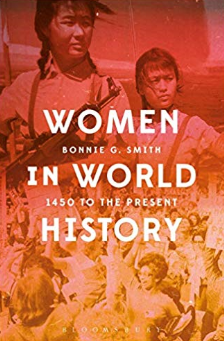 WOMEN
BONNIE G. SMITH
IN WORLD
1450 TO THE PRESENT
HISTORY
BLOOMSBURY